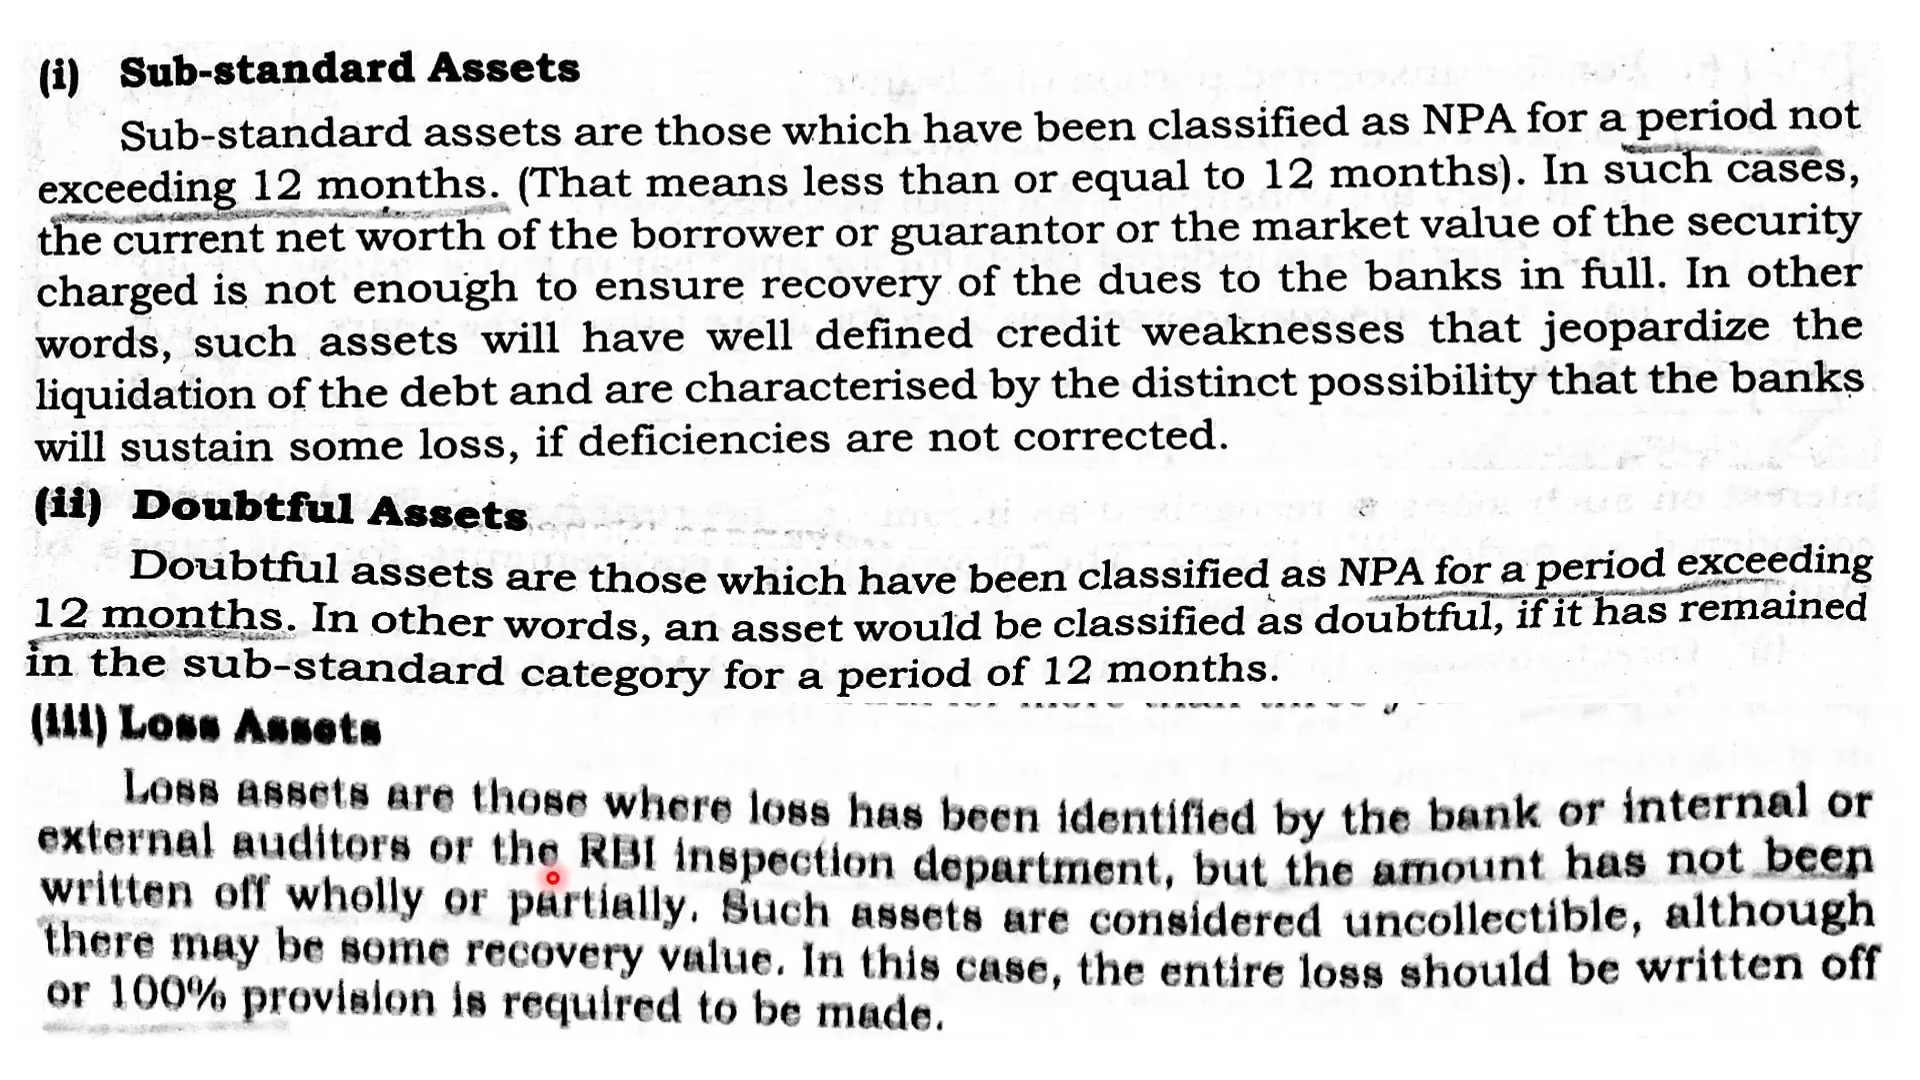 (i) Sub-standard Assets
Sub-standard assets are those which have been classified as NPA for a period not
exceeding 12 months. (That means less than or equal to 12 months). In such cases,
the current net worth of the borrower or guarantor or the market value of the security
charged is not enough to ensure recovery of the dues to the banks in full. In other
words, such assets will have well defined credit weaknesses that jeopardize the
liquidation of the debt and are characterised by the distinct possibility that the banks
will sustain some loss, if deficiencies are not corrected.
(ii) Doubtful Assets
Doubtful assets are those which have been classified as NPA for a period exceeding
12 months. In other words, an asset would be classified as doubtful, if it has remained
in the sub-standard category for a period of 12 months.
(iii) Loss Assets
Loss assets are those where loss has been identified by the bank or internal or
external auditors or the RBI inspection department, but the amount has not been
written off wholly or partially. Such assets are considered uncollectible, although
there may be some recovery value. In this case, the entire loss should be written off
or 100% provision is required to be made.